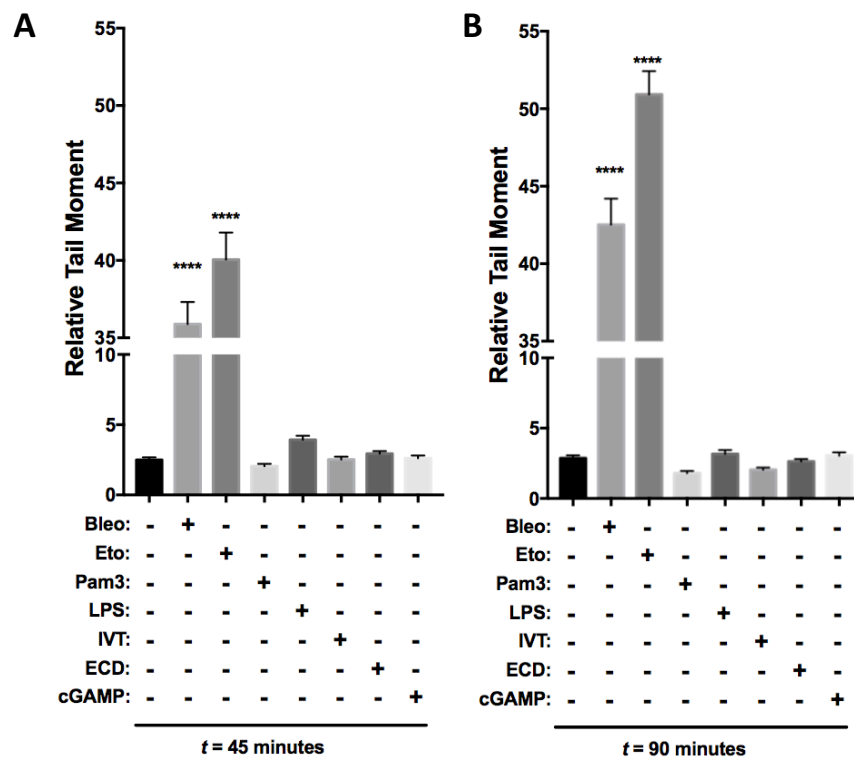 A
55
50
45
40
35
10
5
0
Relative Tail Moment
****
****
Bleo: - + - - - - - -
Eto: - - + - - - - -
Pam3: - - - + - - - -
LPS: - - - - + - - -
IVT: - - - - - + - -
ECD: - - - - - - + -
cGAMP: - - - - - - - +
t = 45 minutes
B
55
50
45
40
35
10
5
0
Relative Tail Moment
****
****
Bleo: - + - - - - - -
Eto: - - + - - - - -
Pam3: - - - + - - - -
LPS: - - - - + - - -
IVT: - - - - - + - -
ECD: - - - - - - + -
cGAMP: - - - - - - - +
t = 90 minutes